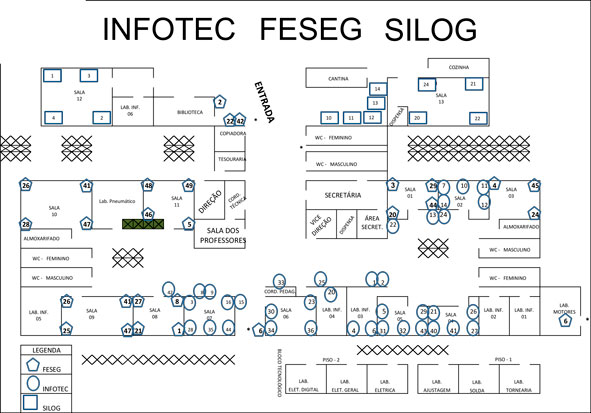 INFOTEC FESEG SILOG
COZINHA
1 3
SALA
12
4 2
LAB. INF.
06
BIBLIOTECA
2
22 42
ENTRADA
COPIADORA
TESOURARIA
CANTINA
14
13
10 11 12
DISPENSA
24 21
SALA
13
20 22
WC - FEMININO
WC - MASCULINO
26 41 48 49
Lab. Pneumático
SALA
10
SALA
11
46
28 47 5
ALMOXARIFADO
DIREÇÃO
CORD.
TÉCNICA
SALA DOS
PROFESSORES
SECRETÁRIA
VICE
DIREÇÃO
DISPENSA
ÁREA
SECRET.
3 29 7 10 11 4 45
SALA
01
SALA
02
SALA
03
44 14 12
20 13 24 24
22
ALMOXARIFADO
WC - FEMININO
WC - MASCULINO
WC - MASCULINO
WC - FEMININO
33 25 1 2
CORD. PEDAG.
20
LAB. INF.
05
26 41 27 8 3 8 9 16 15
SALA
09
SALA
08
SALA
07
25 47 21 1 28 35 44
6
30 23
SALA
06
34 36
LAB. INF.
04
LAB. INF.
03
4 6
5
SALA
05
31 32
29 21 26
SALA
04
43 40 41 23
LAB. INF.
02
LAB. INF.
01
LAB.
MOTORES
6
LEGENDA
FESEG
INFOTEC
SILOG
BLOCO TECNOLÓGICO
PISO - 2
LAB.
ELET. DIGITAL
LAB.
ELET. GERAL
LAB.
ELETRICA
PISO - 1
LAB.
AJUSTAGEM
LAB.
SOLDA
LAB.
TORNEARIA